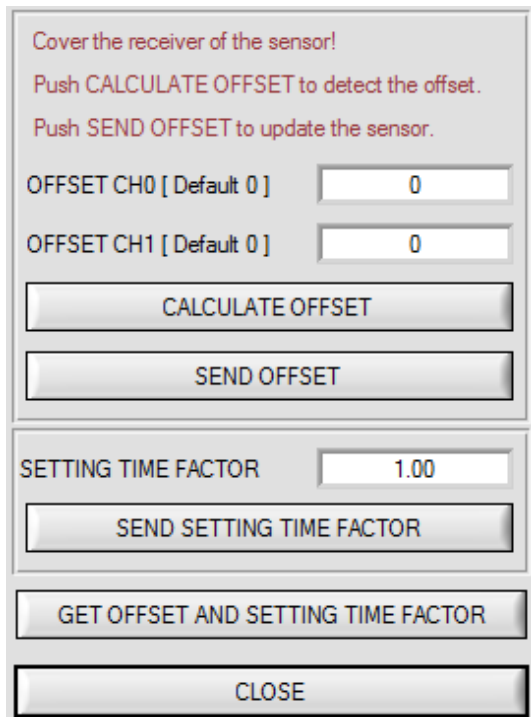 Cover the receiver of the sensor!
Push CALCULATE OFFSET to detect the offset.
Push SEND OFFSET to update the sensor.
OFFSET CH0 [ Default 0 ] 0
OFFSET CH1 [ Default 0 ] 0
CALCULATE OFFSET
SEND OFFSET
SETTING TIME FACTOR 1.00
SEND SETTING TIME FACTOR
GET OFFSET AND SETTING TIME FACTOR
CLOSE